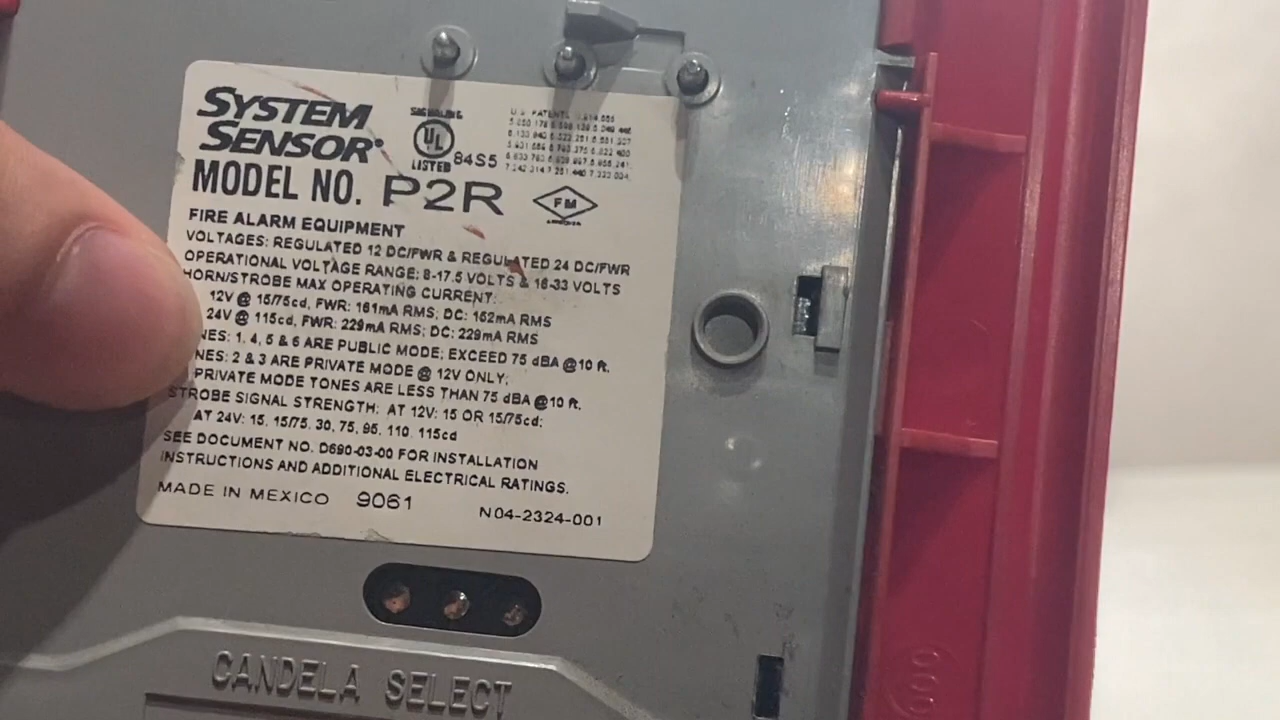 SYSTEM
SENSOR®
SIGNALING
UL
LISTED
84S5
U.S. PATENTS
MODEL NO. P2R
FM
FIRE ALARM EQUIPMENT
VOLTAGES: REGULATED 12 DC/FWR & REGULATED 24 DC/FWR
OPERATIONAL VOLTAGE RANGE: 8-17.5 VOLTS & 16-33 VOLTS
HORN/STROBE MAX OPERATING CURRENT:
12V @ 15/75cd, FWR: 161mA RMS; DC: 152mA RMS
24V @ 115cd, FWR: 229mA RMS; DC: 229mA RMS
NES: 1, 4, 5 & 6 ARE PUBLIC MODE; EXCEED 75 dBA @10 ft.
NES: 2 & 3 ARE PRIVATE MODE @ 12V ONLY;
PRIVATE MODE TONES ARE LESS THAN 75 dBA @10 ft.
STROBE SIGNAL STRENGTH: AT 12V: 15 OR 15/75cd;
AT 24V: 15, 15/75, 30, 75, 95, 110, 115cd
SEE DOCUMENT NO. D690-03-00 FOR INSTALLATION
INSTRUCTIONS AND ADDITIONAL ELECTRICAL RATINGS.
MADE IN MEXICO 9061 N04-2324-001
CANDELA SELECT